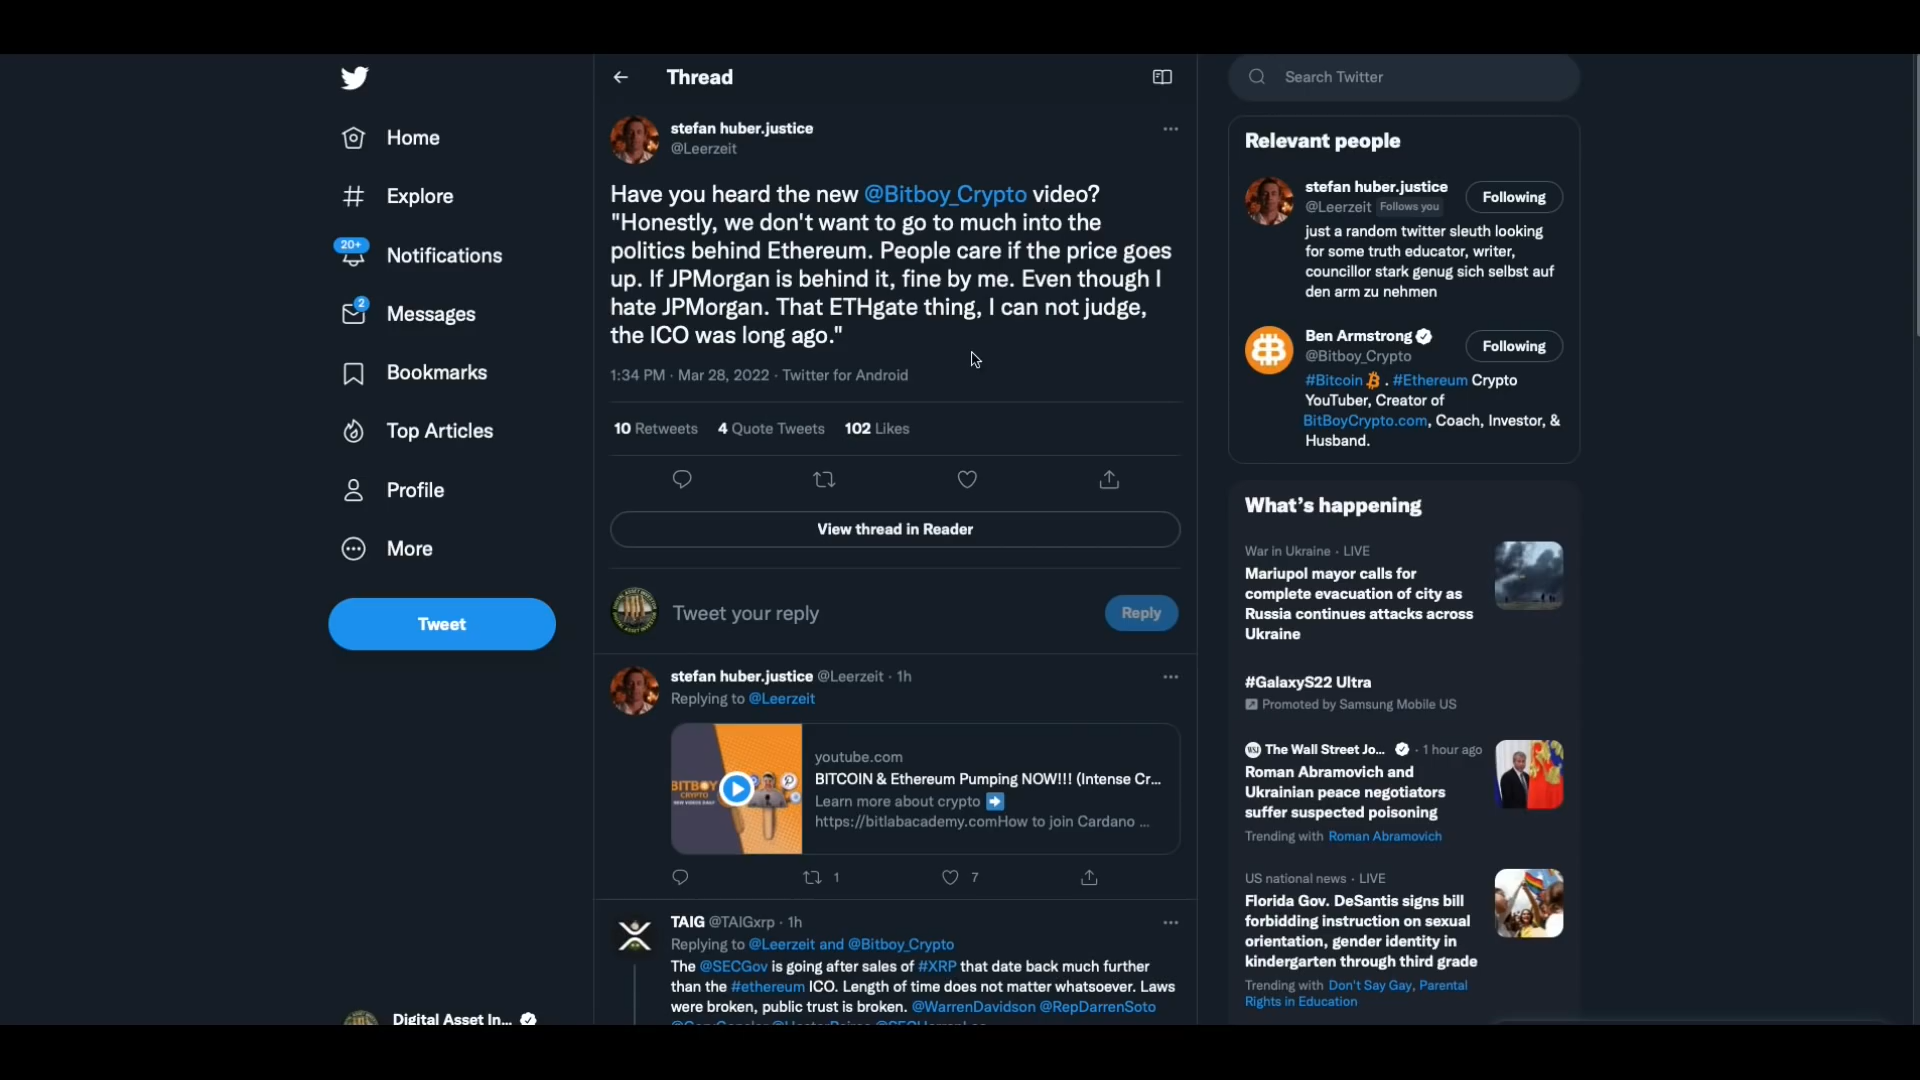 Home
Explore
20+
Notifications
2
Messages
Bookmarks
Top Articles
Profile
More
Tweet
Digital Asset In...
Thread
stefan huber.justice
@Leerzeit
Have you heard the new @Bitboy_Crypto video?
"Honestly, we don't want to go to much into the
politics behind Ethereum. People care if the price goes
up. If JPMorgan is behind it, fine by me. Even though I
hate JPMorgan. That ETHgate thing, I can not judge,
the ICO was long ago."
1:34 PM · Mar 28, 2022 · Twitter for Android
10 Retweets 4 Quote Tweets 102 Likes
View thread in Reader
Tweet your reply
Reply
stefan huber.justice @Leerzeit · 1h
Replying to @Leerzeit
BITBOY
CRYPTO
youtube.com
BITCOIN & Ethereum Pumping NOW!!! (Intense Cr...
Learn more about crypto ➡
https://bitlabacademy.comHow to join Cardano ...
1
7
TAIG @TAIGxrp · 1h
Replying to @Leerzeit and @Bitboy_Crypto
The @SECGov is going after sales of #XRP that date back much further
than the #ethereum ICO. Length of time does not matter whatsoever. Laws
were broken, public trust is broken. @WarrenDavidson @RepDarrenSoto
Search Twitter
Relevant people
stefan huber.justice
Following
@Leerzeit Follows you
just a random twitter sleuth looking
for some truth educator, writer,
councillor stark genug sich selbst auf
den arm zu nehmen
Ben Armstrong
Following
@Bitboy_Crypto
#Bitcoin . #Ethereum Crypto
YouTuber, Creator of
BitBoyCrypto.com, Coach, Investor, &
Husband.
What's happening
War in Ukraine · LIVE
Mariupol mayor calls for
complete evacuation of city as
Russia continues attacks across
Ukraine
#GalaxyS22 Ultra
Promoted by Samsung Mobile US
WSJ The Wall Street Jo... · 1 hour ago
Roman Abramovich and
Ukrainian peace negotiators
suffer suspected poisoning
Trending with Roman Abramovich
US national news · LIVE
Florida Gov. DeSantis signs bill
forbidding instruction on sexual
orientation, gender identity in
kindergarten through third grade
Trending with Don't Say Gay, Parental
Rights in Education